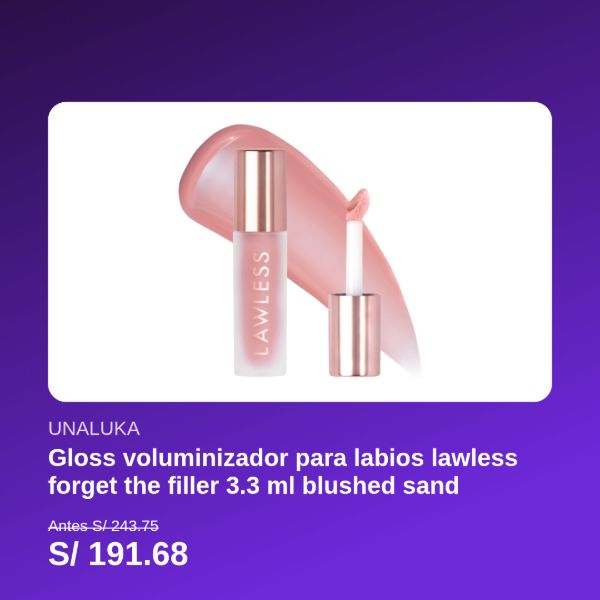 LAWLESS
UNALUKA
Gloss voluminizador para labios lawless
forget the filler 3.3 ml blushed sand
Antes S/ 243.75
S/ 191.68